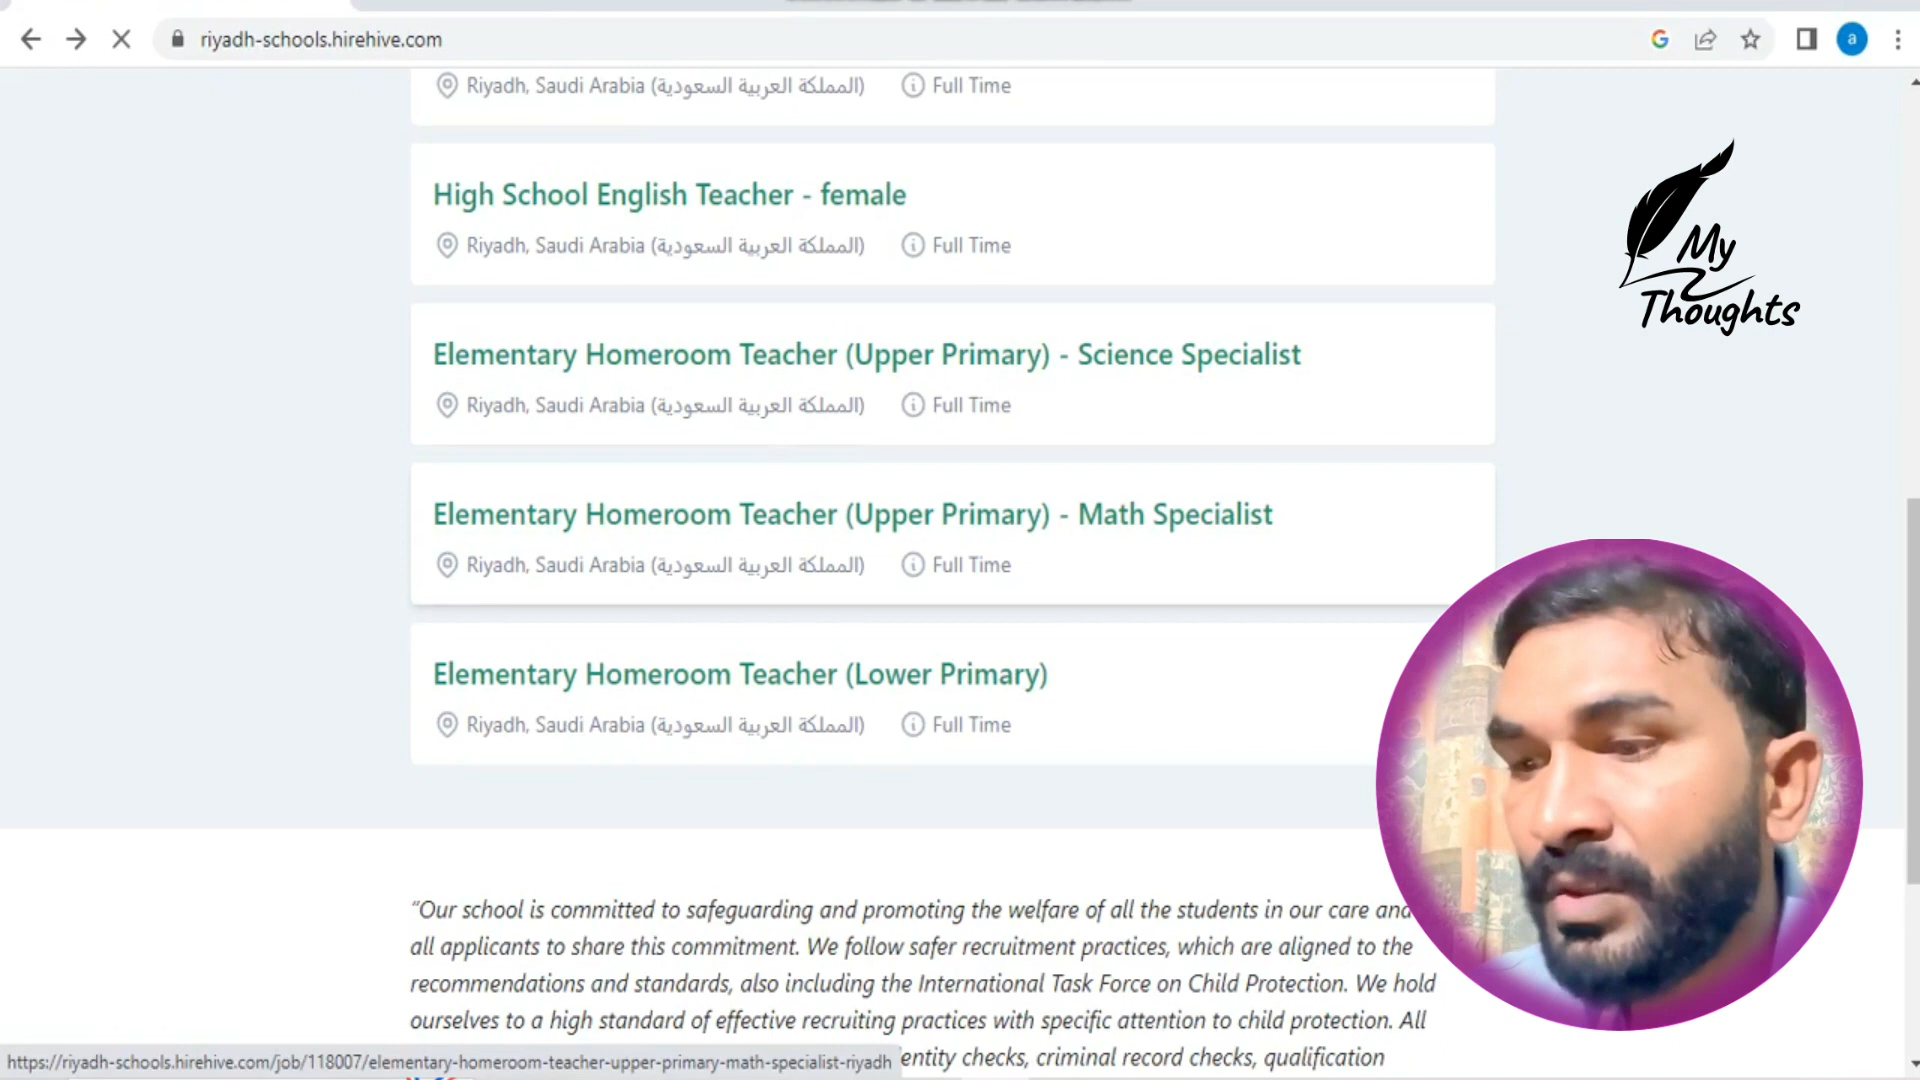 riyadh-schools.hirehive.com
a
Riyadh, Saudi Arabia (المملكة العربية السعودية) Full Time
High School English Teacher - female
Riyadh, Saudi Arabia (المملكة العربية السعودية) Full Time
My
Thoughts
Elementary Homeroom Teacher (Upper Primary) - Science Specialist
Riyadh, Saudi Arabia (المملكة العربية السعودية) Full Time
Elementary Homeroom Teacher (Upper Primary) - Math Specialist
Riyadh, Saudi Arabia (المملكة العربية السعودية) Full Time
Elementary Homeroom Teacher (Lower Primary)
Riyadh, Saudi Arabia (المملكة العربية السعودية) Full Time
“Our school is committed to safeguarding and promoting the welfare of all the students in our care and
all applicants to share this commitment. We follow safer recruitment practices, which are aligned to the
recommendations and standards, also including the International Task Force on Child Protection. We hold
ourselves to a high standard of effective recruiting practices with specific attention to child protection. All
entity checks, criminal record checks, qualification
https://riyadh-schools.hirehive.com/job/118007/elementary-homeroom-teacher-upper-primary-math-specialist-riyadh